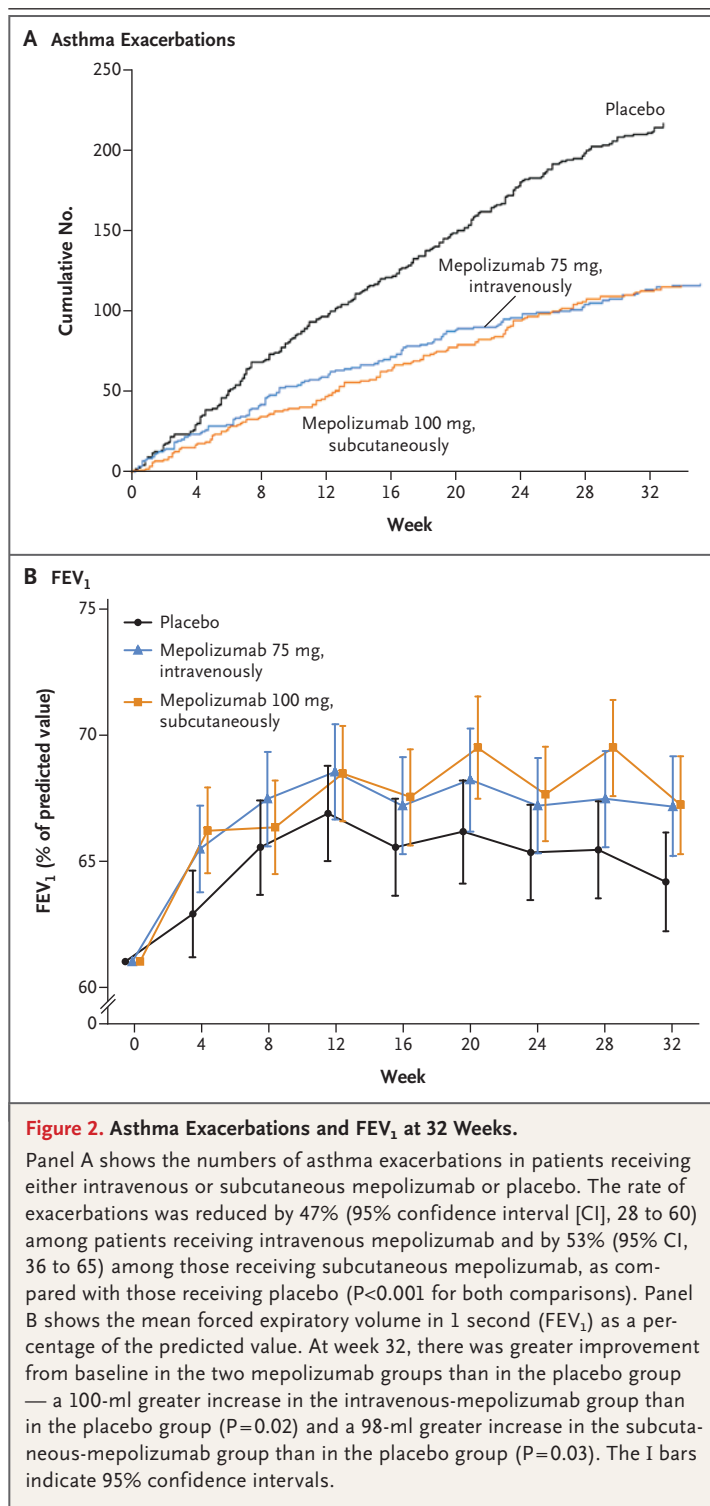 A Asthma Exacerbations
250
200
150
100
50
0
Cumulative No.
Placebo
Mepolizumab 75 mg,
intravenously
Mepolizumab 100 mg,
subcutaneously
0 4 8 12 16 20 24 28 32
Week
B FEV₁
75
70
65
60
0
FEV₁ (% of predicted value)
Placebo
Mepolizumab 75 mg,
intravenously
Mepolizumab 100 mg,
subcutaneously
0 4 8 12 16 20 24 28 32
Week
Figure 2. Asthma Exacerbations and FEV₁ at 32 Weeks.
Panel A shows the numbers of asthma exacerbations in patients receiving
either intravenous or subcutaneous mepolizumab or placebo. The rate of
exacerbations was reduced by 47% (95% confidence interval [CI], 28 to 60)
among patients receiving intravenous mepolizumab and by 53% (95% CI,
36 to 65) among those receiving subcutaneous mepolizumab, as com-
pared with those receiving placebo (P<0.001 for both comparisons). Panel
B shows the mean forced expiratory volume in 1 second (FEV₁) as a per-
centage of the predicted value. At week 32, there was greater improvement
from baseline in the two mepolizumab groups than in the placebo group
— a 100-ml greater increase in the intravenous-mepolizumab group than
in the placebo group (P=0.02) and a 98-ml greater increase in the subcuta-
neous-mepolizumab group than in the placebo group (P=0.03). The I bars
indicate 95% confidence intervals.